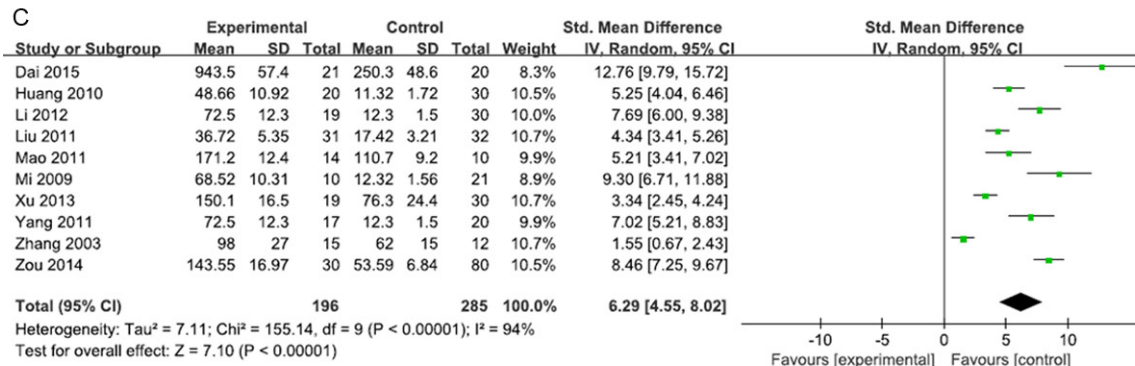 C
Experimental Control Std. Mean Difference Std. Mean Difference
Study or Subgroup Mean SD Total Mean SD Total Weight IV, Random, 95% CI IV, Random, 95% CI
Dai 2015 943.5 57.4 21 250.3 48.6 20 8.3% 12.76 [9.79, 15.72]
Huang 2010 48.66 10.92 20 11.32 1.72 30 10.5% 5.25 [4.04, 6.46]
Li 2012 72.5 12.3 19 12.3 1.5 30 10.0% 7.69 [6.00, 9.38]
Liu 2011 36.72 5.35 31 17.42 3.21 32 10.7% 4.34 [3.41, 5.26]
Mao 2011 171.2 12.4 14 110.7 9.2 10 9.9% 5.21 [3.41, 7.02]
Mi 2009 68.52 10.31 10 12.32 1.56 21 8.9% 9.30 [6.71, 11.88]
Xu 2013 150.1 16.5 19 76.3 24.4 30 10.7% 3.34 [2.45, 4.24]
Yang 2011 72.5 12.3 17 12.3 1.5 20 9.9% 7.02 [5.21, 8.83]
Zhang 2003 98 27 15 62 15 12 10.7% 1.55 [0.67, 2.43]
Zou 2014 143.55 16.97 30 53.59 6.84 80 10.5% 8.46 [7.25, 9.67]
Total (95% CI) 196 285 100.0% 6.29 [4.55, 8.02]
Heterogeneity: Tau² = 7.11; Chi² = 155.14, df = 9 (P < 0.00001); I² = 94%
Test for overall effect: Z = 7.10 (P < 0.00001)
-10 -5 0 5 10
Favours [experimental] Favours [control]